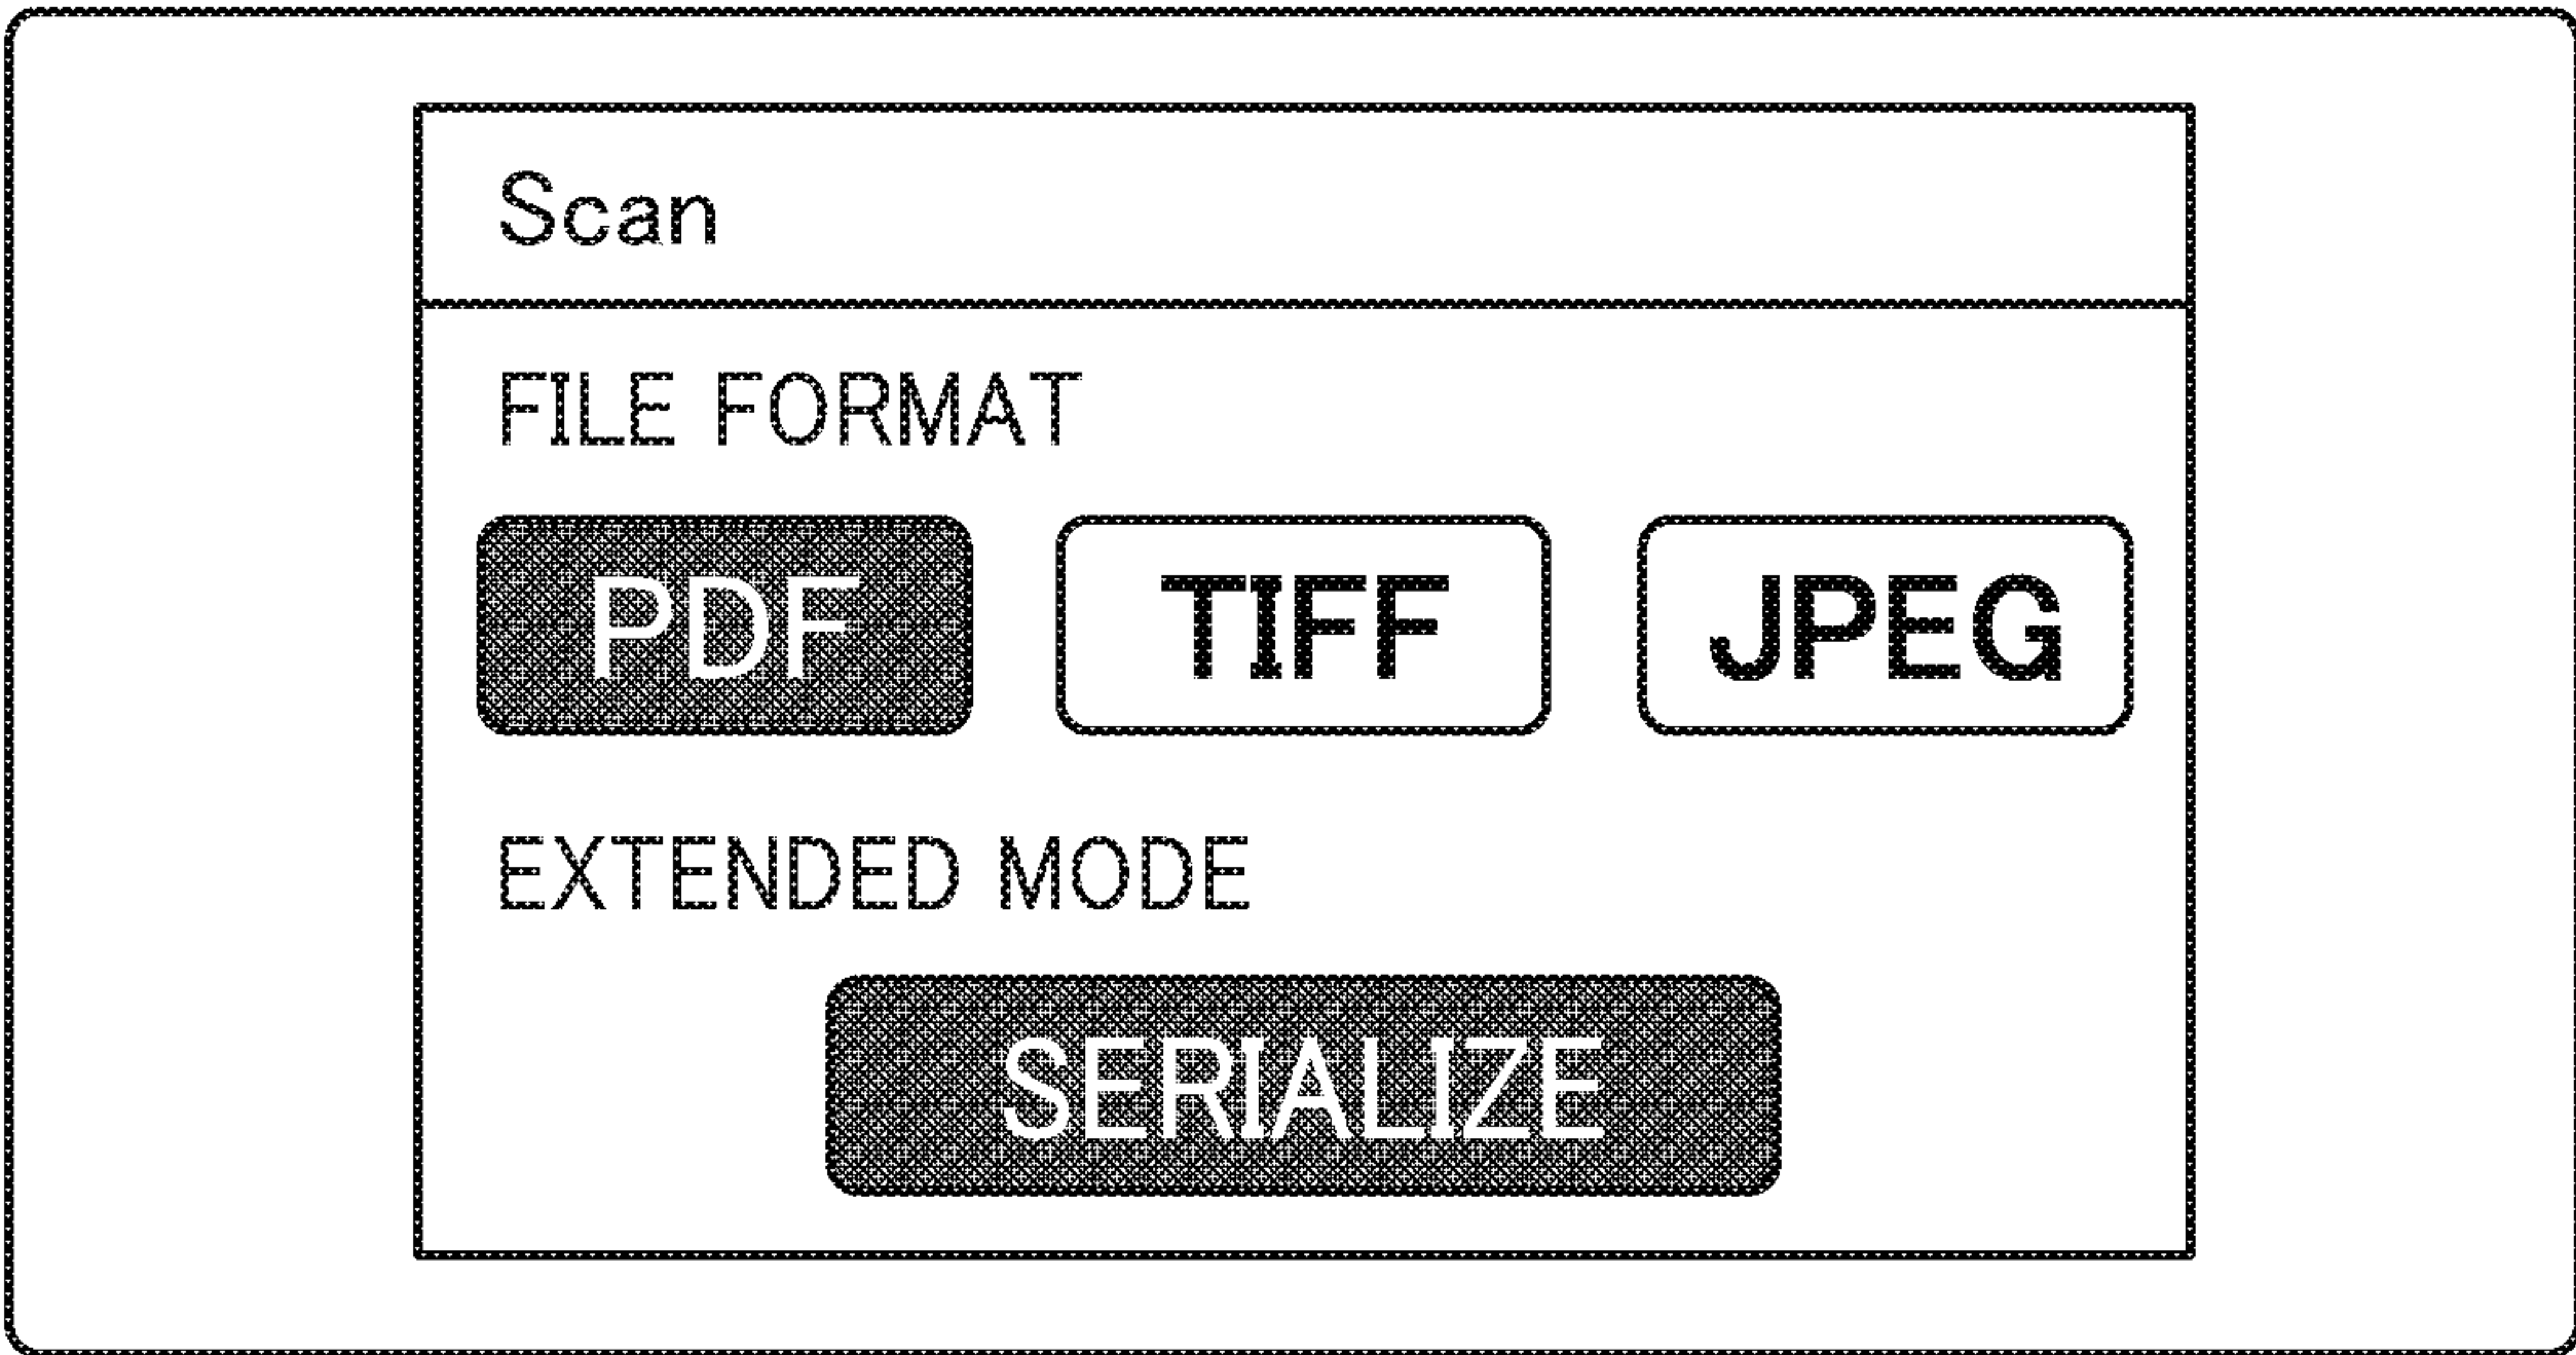 Scan
FILE FORMAT
PDF TIFF JPEG
EXTENDED MODE
SERIALIZE